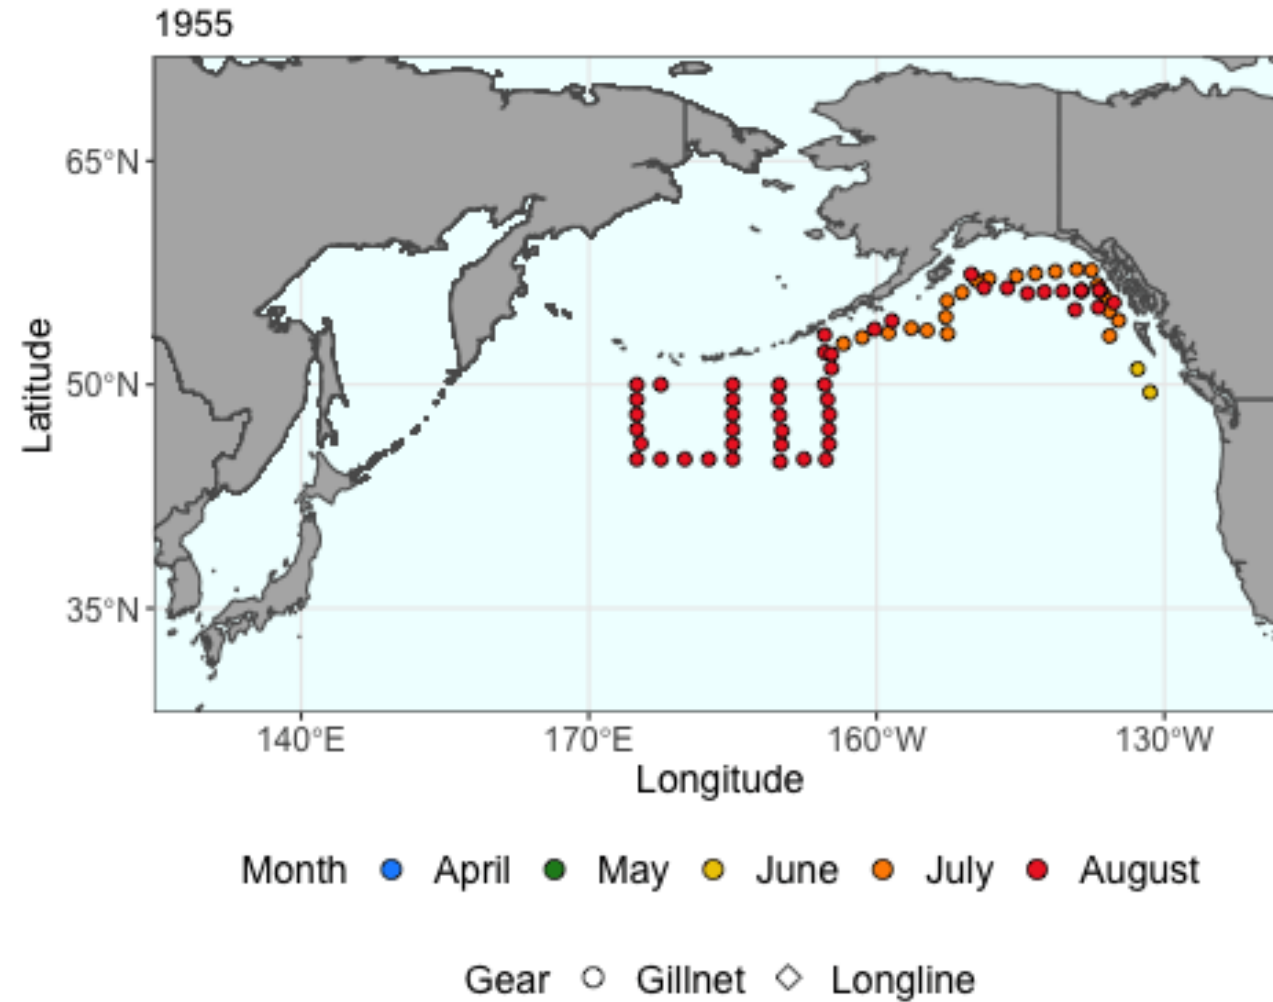 1955
65°N
50°N
35°N
Latitude
140°E 170°E 160°W 130°W
Longitude
Month April May June July August
Gear Gillnet Longline